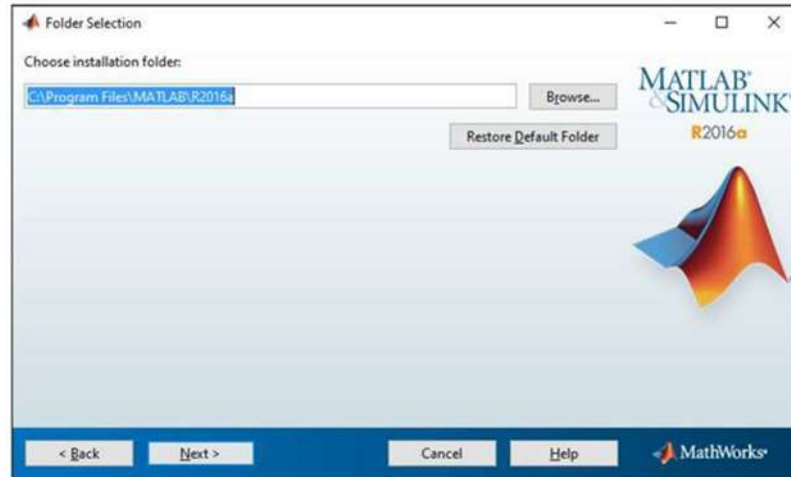 Folder Selection
Choose installation folder:
C:\Program Files\MATLAB\R2016a
Browse...
Restore Default Folder
MATLAB®
&SIMULINK®
R2016a
< Back
Next >
Cancel
Help
MathWorks®